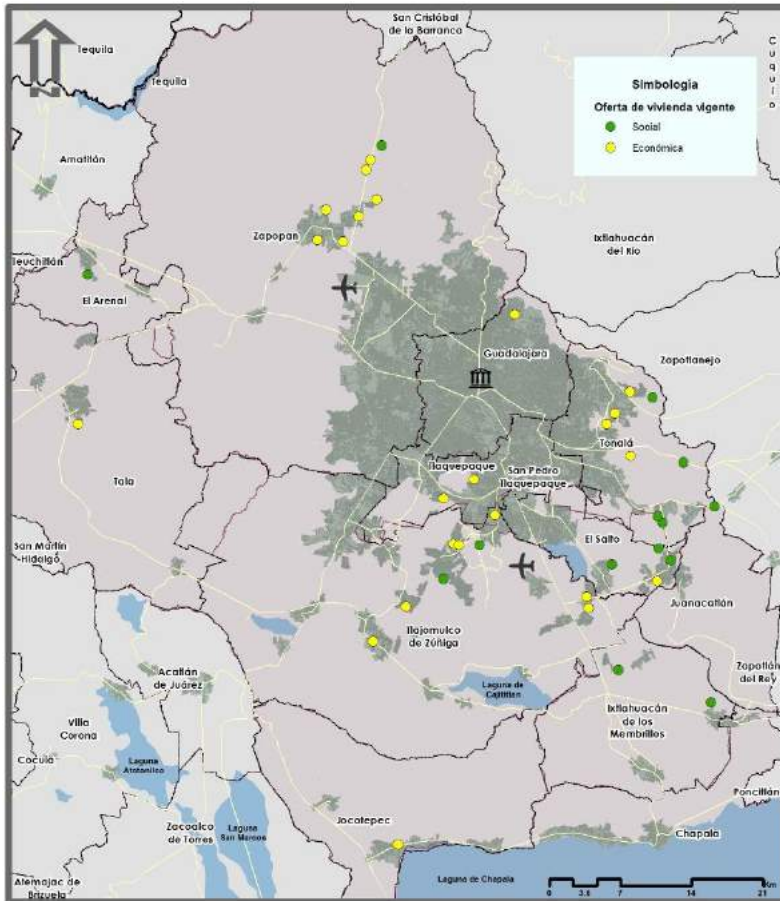 San Cristóbal
de la Barranca
Tequila
Tequila
Cuquío
N
Simbología
Oferta de vivienda vigente
Social
Económica
Amatitán
Zapopan
Ixtlahuacán
del Río
Teuchitlán
El Arenal
Guadalajara
Zapotlanejo
Tonalá
Tlaquepaque
San Pedro
Tlaquepaque
Tala
San Martín
Hidalgo
El Salto
Juanacatlán
Tlajomulco
de Zúñiga
Acatlán
de Juárez
Laguna de
Cajititlán
Zapotlán
del Rey
Villa
Corona
Ixtlahuacán
de los
Membrillos
Cocula
Laguna
Atotonilco
Poncitlán
Zacoalco
de Torres
Laguna
San Marcos
Jocotepec
Chapala
Atemajac de
Brizuela
Laguna de Chapala
0 3.5 7 14 21
Km